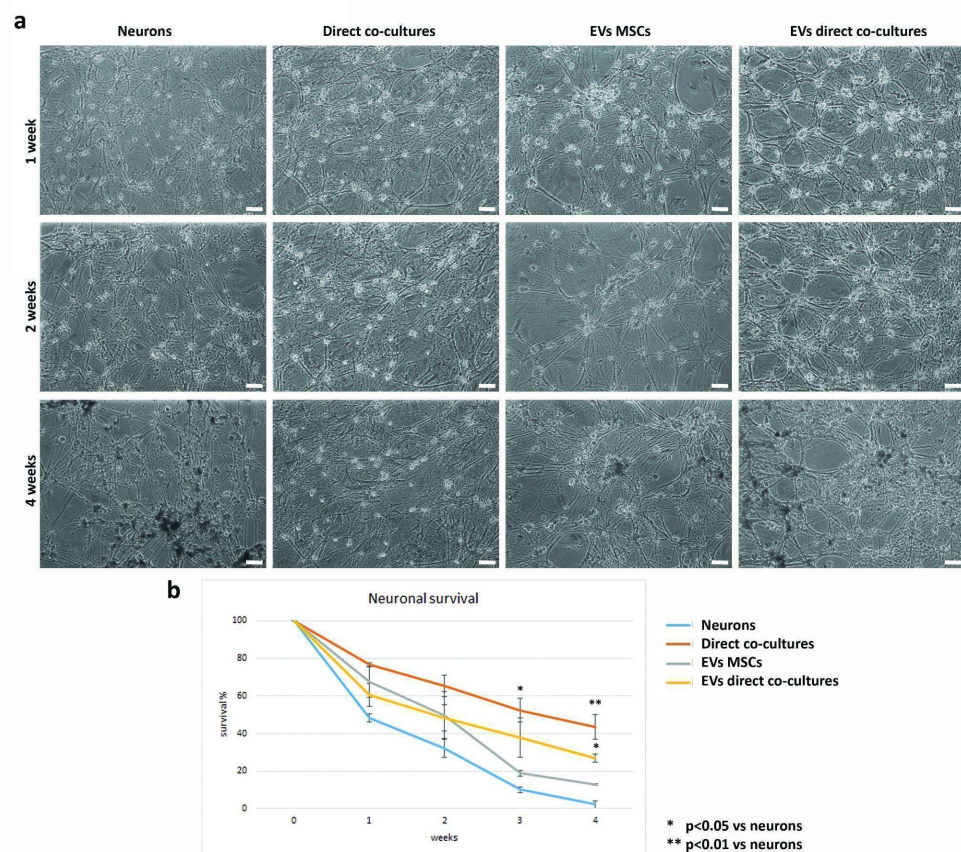 a
Neurons
Direct co-cultures
EVs MSCs
EVs direct co-cultures
1 week
2 weeks
4 weeks
b
Neuronal survival
survival%
100
80
60
40
20
0
0
1
2
3
4
weeks
*
**
*
Neurons
Direct co-cultures
EVs MSCs
EVs direct co-cultures
* p<0.05 vs neurons
** p<0.01 vs neurons